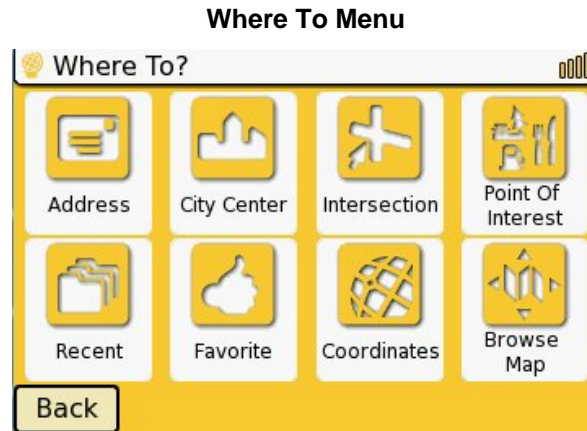 Where To Menu
Where To?
Address
City Center
Intersection
Point Of
Interest
Recent
Favorite
Coordinates
Browse
Map
Back